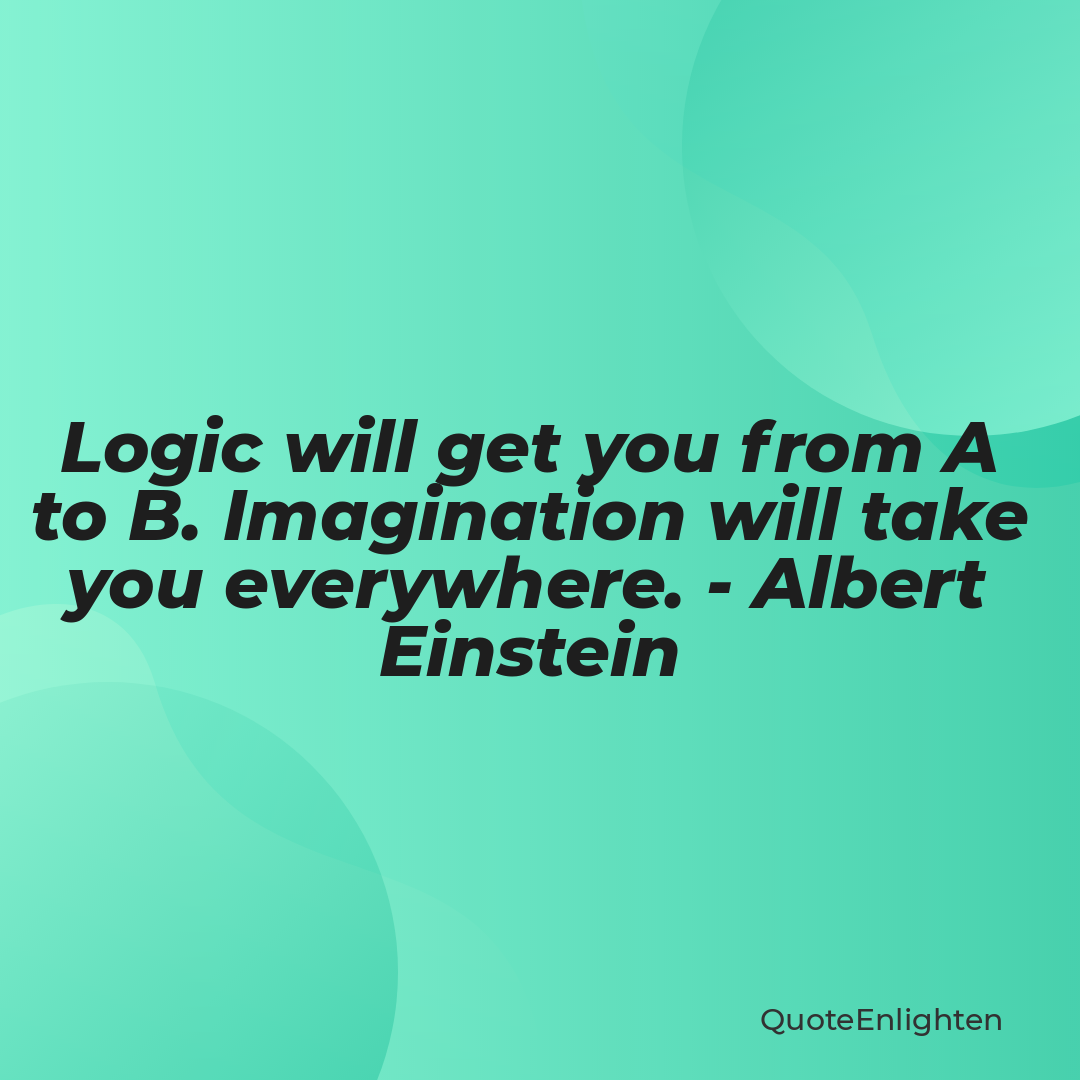 Logic will get you from A
to B. Imagination will take
you everywhere. - Albert
Einstein
QuoteEnlighten